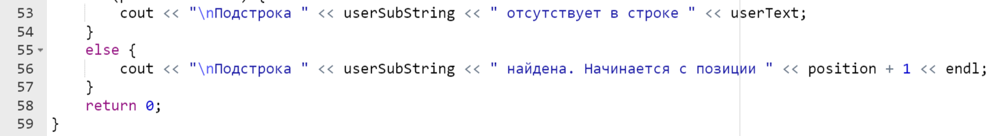 53 cout << "\nПодстрока " << userSubString << " отсутствует в строке " << userText;
54 }
55 else {
56 cout << "\nПодстрока " << userSubString << " найдена. Начинается с позиции " << position + 1 << endl;
57 }
58 return 0;
59 }